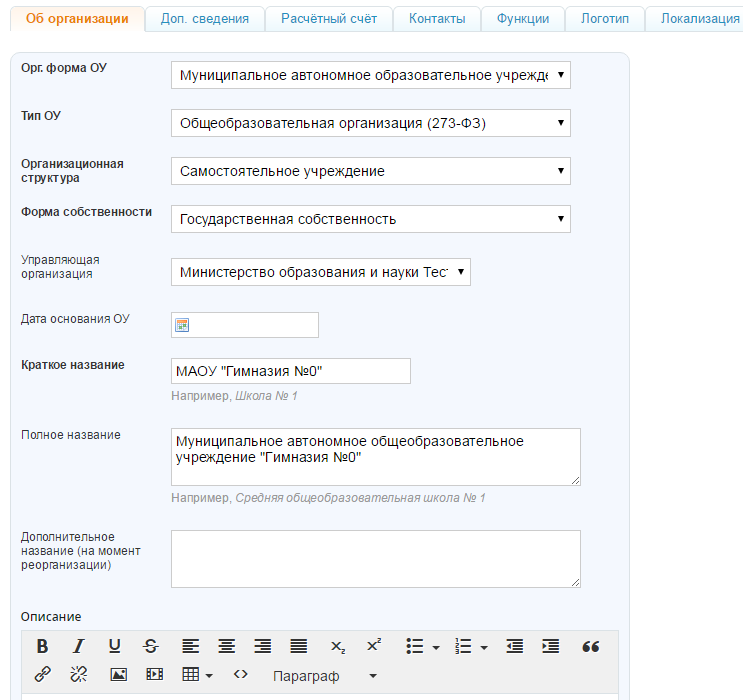 Об организации Доп. сведения Расчётный счёт Контакты Функции Логотип Локализация
Орг. форма ОУ Муниципальное автономное образовательное учрежде
Тип ОУ Общеобразовательная организация (273-ФЗ)
Организационная
структура Самостоятельное учреждение
Форма собственности Государственная собственность
Управляющая
организация Министерство образования и науки Тес
Дата основания ОУ
Краткое название МАОУ "Гимназия №0"
Например, Школа № 1
Полное название Муниципальное автономное общеобразовательное
учреждение "Гимназия №0"
Например, Средняя общеобразовательная школа № 1
Дополнительное
название (на момент
реорганизации)
Описание
B I U S x₂ x²
Параграф